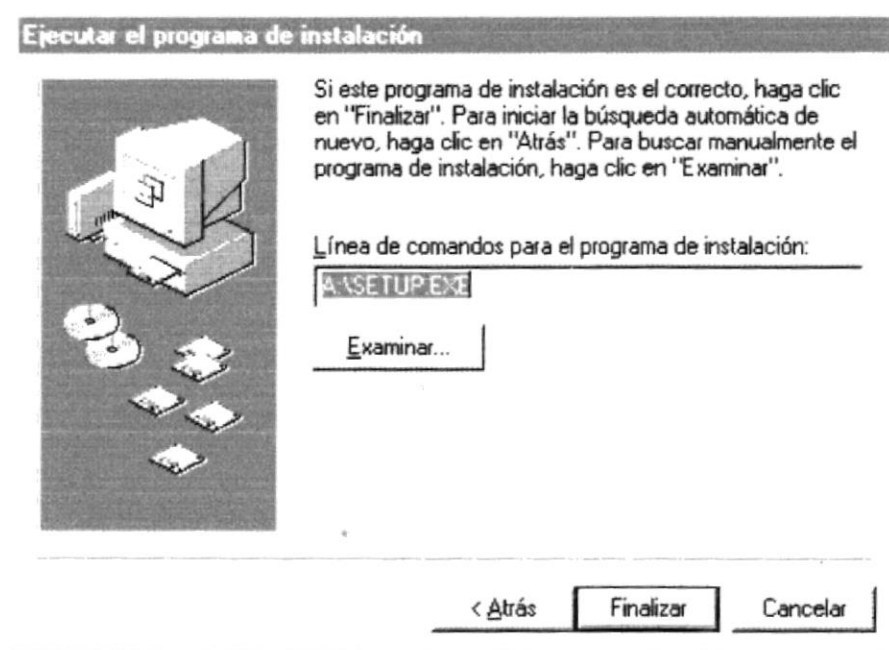 Ejecutar el programa de instalación
Si este programa de instalación es el correcto, haga clic
en "Finalizar". Para iniciar la búsqueda automática de
nuevo, haga clic en "Atrás". Para buscar manualmente el
programa de instalación, haga clic en "Examinar".
Línea de comandos para el programa de instalación:
A:\SETUP.EXE
Examinar...
< Atrás
Finalizar
Cancelar